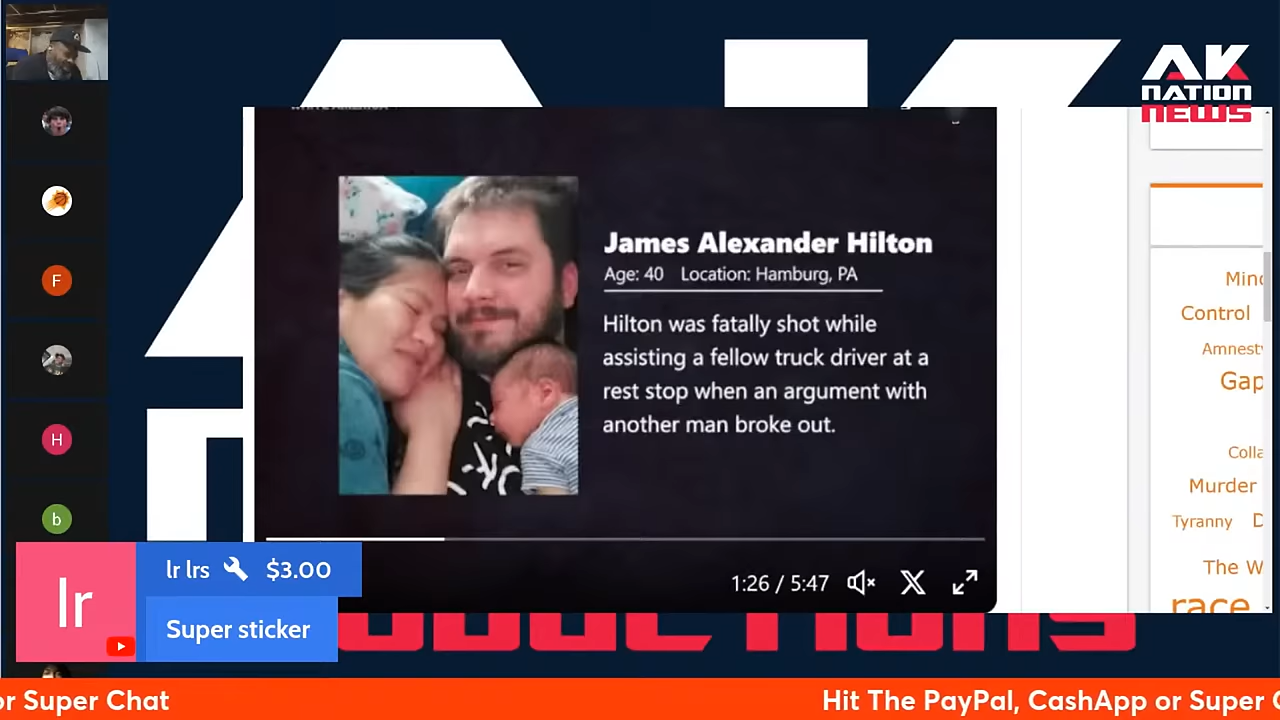 AK
NATION
NEWS
James Alexander Hilton
Age: 40 Location: Hamburg, PA
Hilton was fatally shot while
assisting a fellow truck driver at a
rest stop when an argument with
another man broke out.
1:26 / 5:47
Control
Gap
Murder
Tyranny D
The W
race
F
H
b
lr
lr lrs $3.00
Super sticker
or Super Chat
Hit The PayPal, CashApp or Super